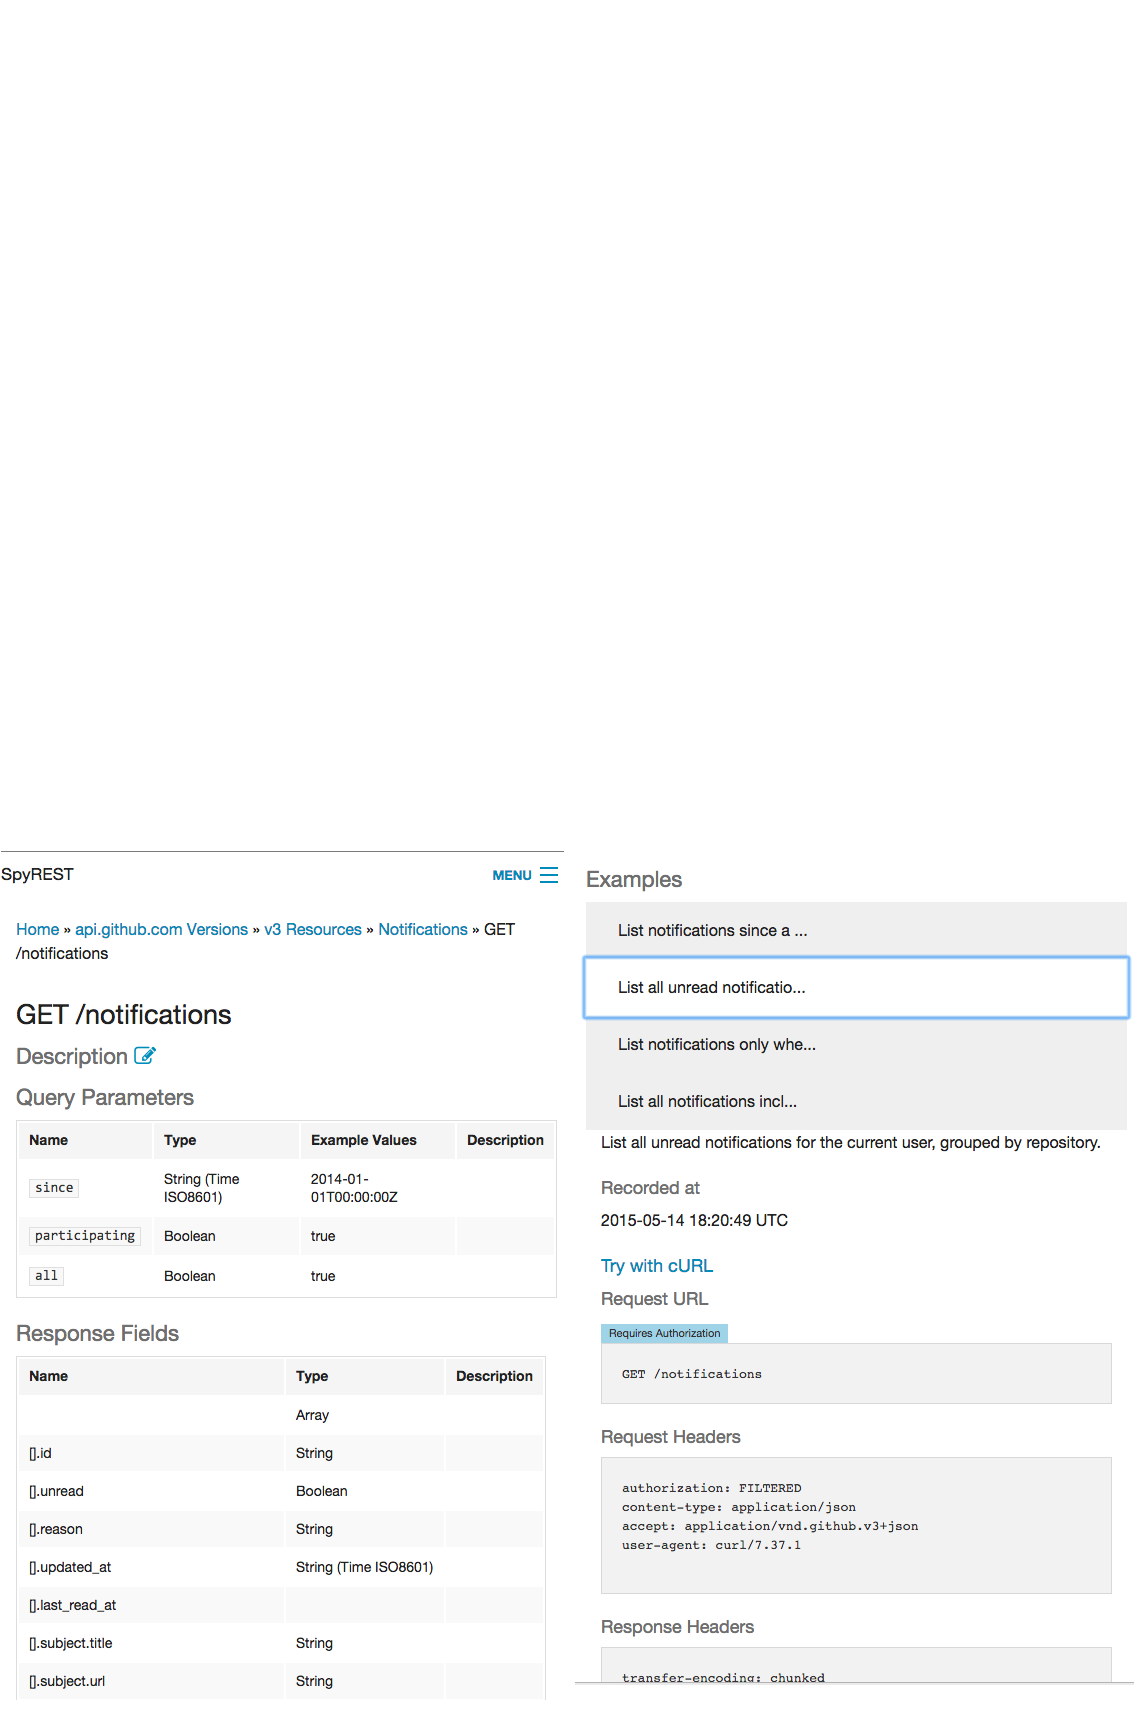 SpyREST
MENU
Home » api.github.com Versions » v3 Resources » Notifications » GET
/notifications
GET /notifications
Description
Query Parameters
Name Type Example Values Description
since String (Time ISO8601) 2014-01-01T00:00:00Z
participating Boolean true
all Boolean true
Response Fields
Name Type Description
Array
[].id String
[].unread Boolean
[].reason String
[].updated_at String (Time ISO8601)
[].last_read_at
[].subject.title String
[].subject.url String
Examples
List notifications since a ...
List all unread notificatio...
List notifications only whe...
List all notifications incl...
List all unread notifications for the current user, grouped by repository.
Recorded at
2015-05-14 18:20:49 UTC
Try with cURL
Request URL
Requires Authorization
GET /notifications
Request Headers
authorization: FILTERED
content-type: application/json
accept: application/vnd.github.v3+json
user-agent: curl/7.37.1
Response Headers
transfer-encoding: chunked